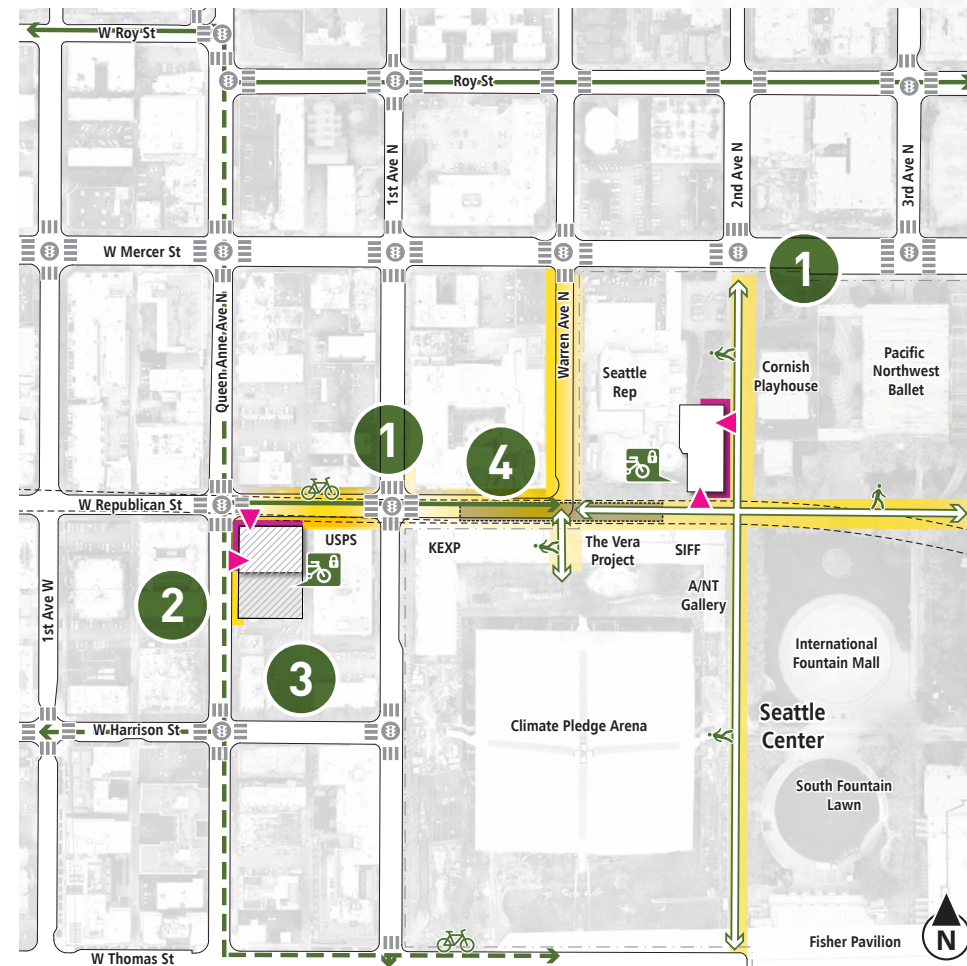 W Roy St
Roy St
1st Ave N
2nd Ave N
3rd Ave N
W Mercer St
1
Queen Anne Ave N
Warren Ave N
Seattle
Rep
Cornish
Playhouse
Pacific
Northwest
Ballet
1
4
W Republican St
USPS
KEXP
The Vera
Project
SIFF
A/NT
Gallery
2
1st Ave W
3
International
Fountain Mall
W Harrison St
Climate Pledge Arena
Seattle
Center
South Fountain
Lawn
Fisher Pavilion
N
W Thomas St